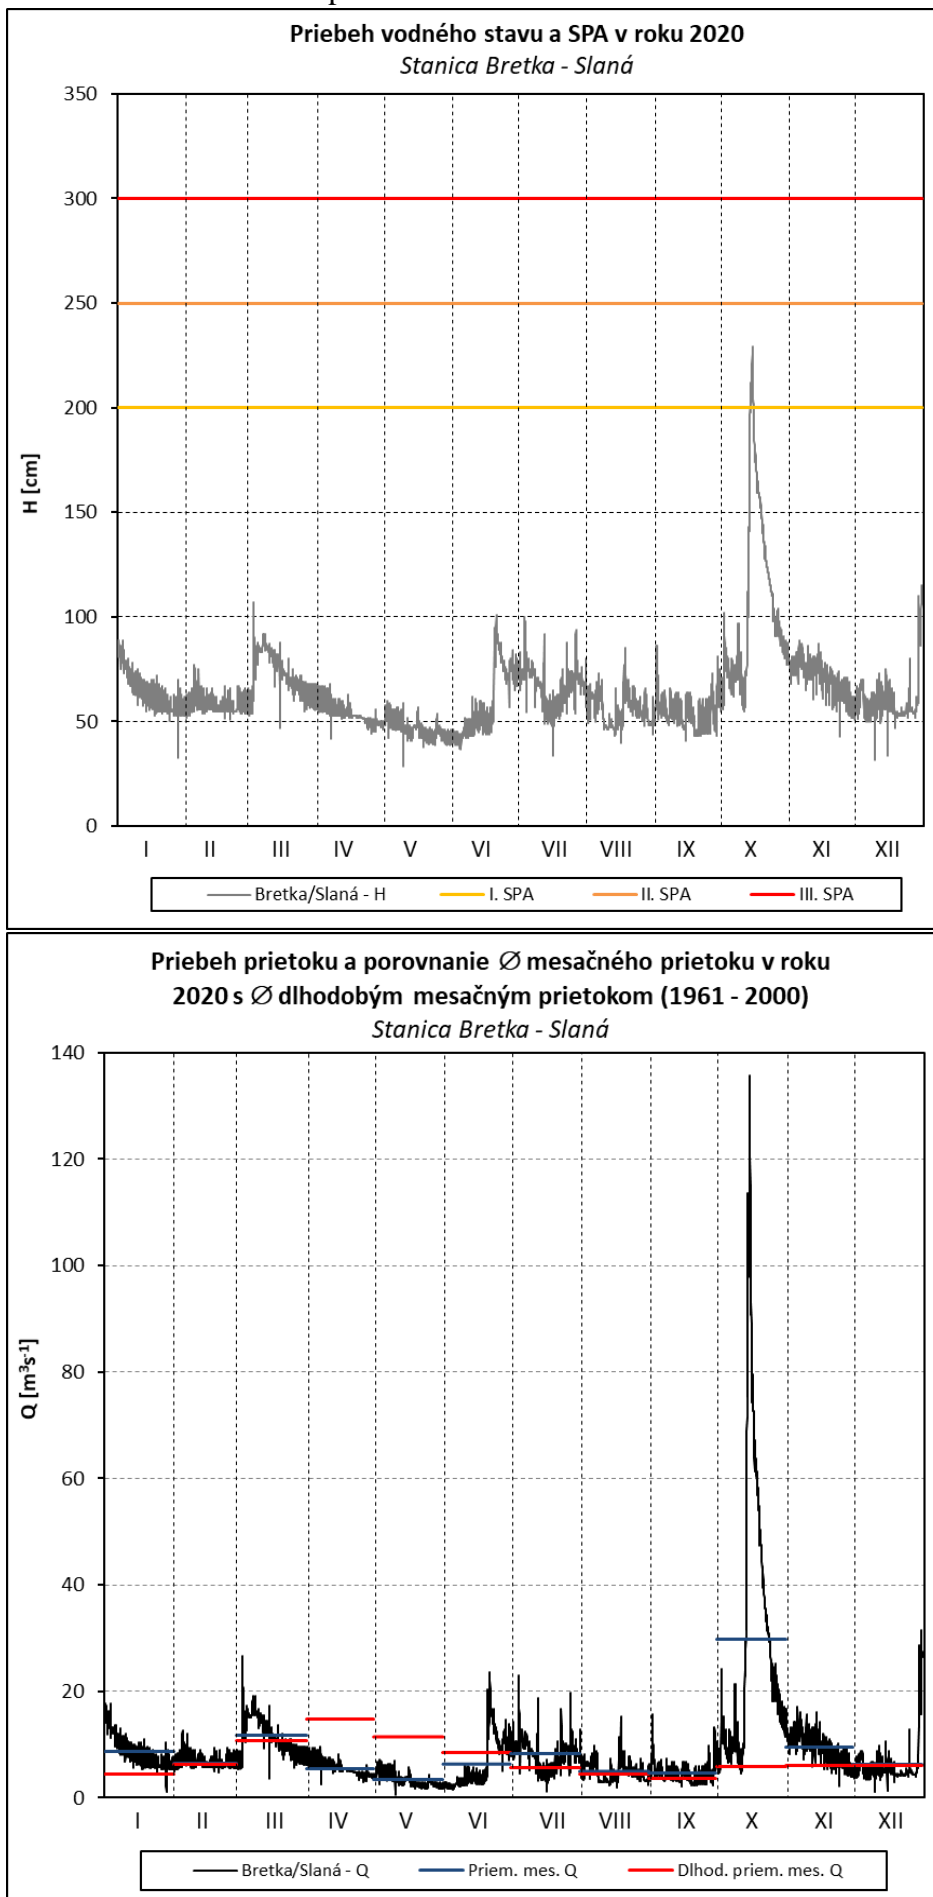 Priebeh vodného stavu a SPA v roku 2020
Stanica Bretka - Slaná
H [cm]
350
300
250
200
150
100
50
0
I II III IV V VI VII VIII IX X XI XII
Bretka/Slaná - H I. SPA II. SPA III. SPA
Priebeh prietoku a porovnanie ∅ mesačného prietoku v roku
2020 s ∅ dlhodobým mesačným prietokom (1961 - 2000)
Stanica Bretka - Slaná
Q [m³s⁻¹]
140
120
100
80
60
40
20
0
I II III IV V VI VII VIII IX X XI XII
Bretka/Slaná - Q Priem. mes. Q Dlhod. priem. mes. Q